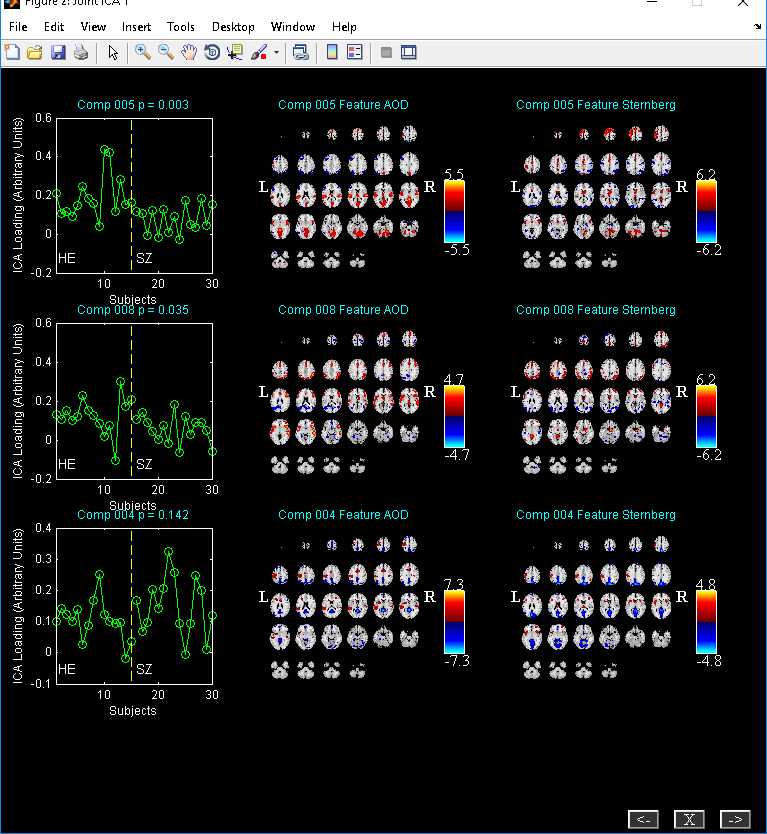 Figure 2: Joint ICA 1
File Edit View Insert Tools Desktop Window Help
Comp 005 p = 0.003
Comp 005 Feature AOD
Comp 005 Feature Sternberg
ICA Loading (Arbitrary Units)
0.6
0.4
0.2
0
-0.2
HE
SZ
10 20 30
Subjects
L
R
5.5
-5.5
6.2
-6.2
Comp 008 p = 0.035
Comp 008 Feature AOD
Comp 008 Feature Sternberg
ICA Loading (Arbitrary Units)
0.6
0.4
0.2
0
-0.2
HE
SZ
10 20 30
Subjects
L
R
4.7
-4.7
6.2
-6.2
Comp 004 p = 0.142
Comp 004 Feature AOD
Comp 004 Feature Sternberg
ICA Loading (Arbitrary Units)
0.4
0.3
0.2
0.1
0
-0.1
HE
SZ
10 20 30
Subjects
L
R
7.3
-7.3
4.8
-4.8
<- X ->